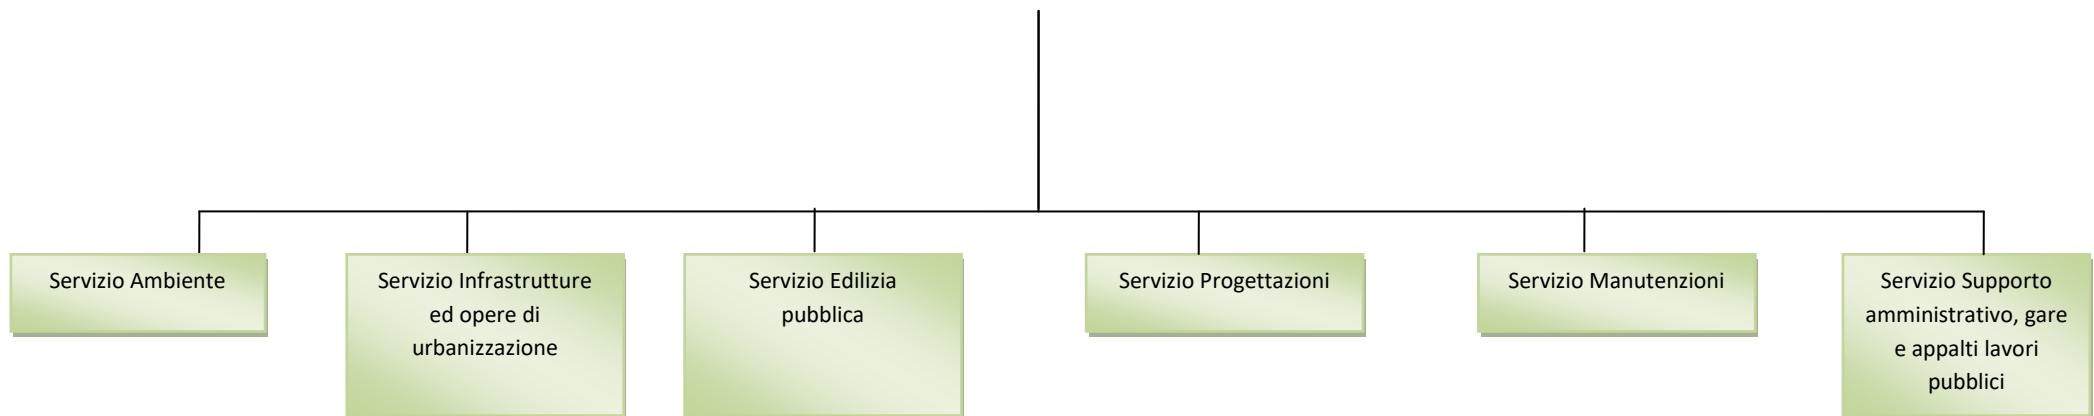 Servizio Ambiente
Servizio Infrastrutture
ed opere di
urbanizzazione
Servizio Edilizia
pubblica
Servizio Progettazioni
Servizio Manutenzioni
Servizio Supporto
amministrativo, gare
e appalti lavori
pubblici